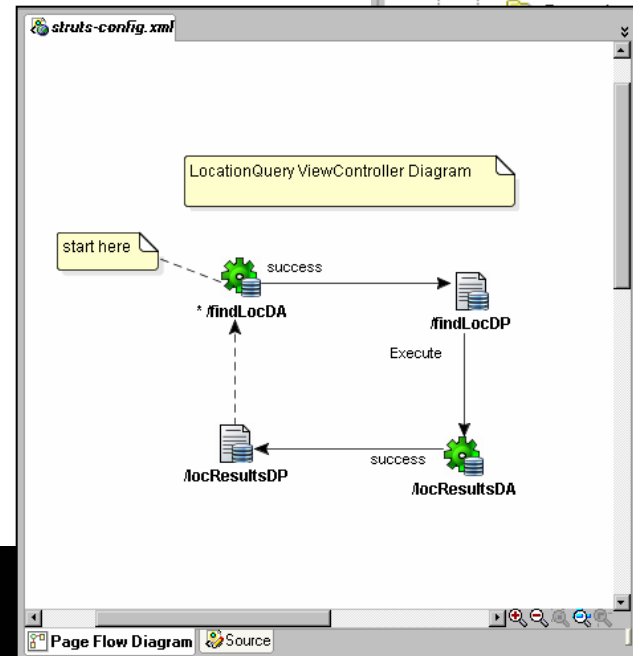 struts-config.xml
LocationQuery ViewController Diagram
start here
success
* /findLocDA
/findLocDP
Execute
/locResultsDP
success
/locResultsDA
Page Flow Diagram
Source